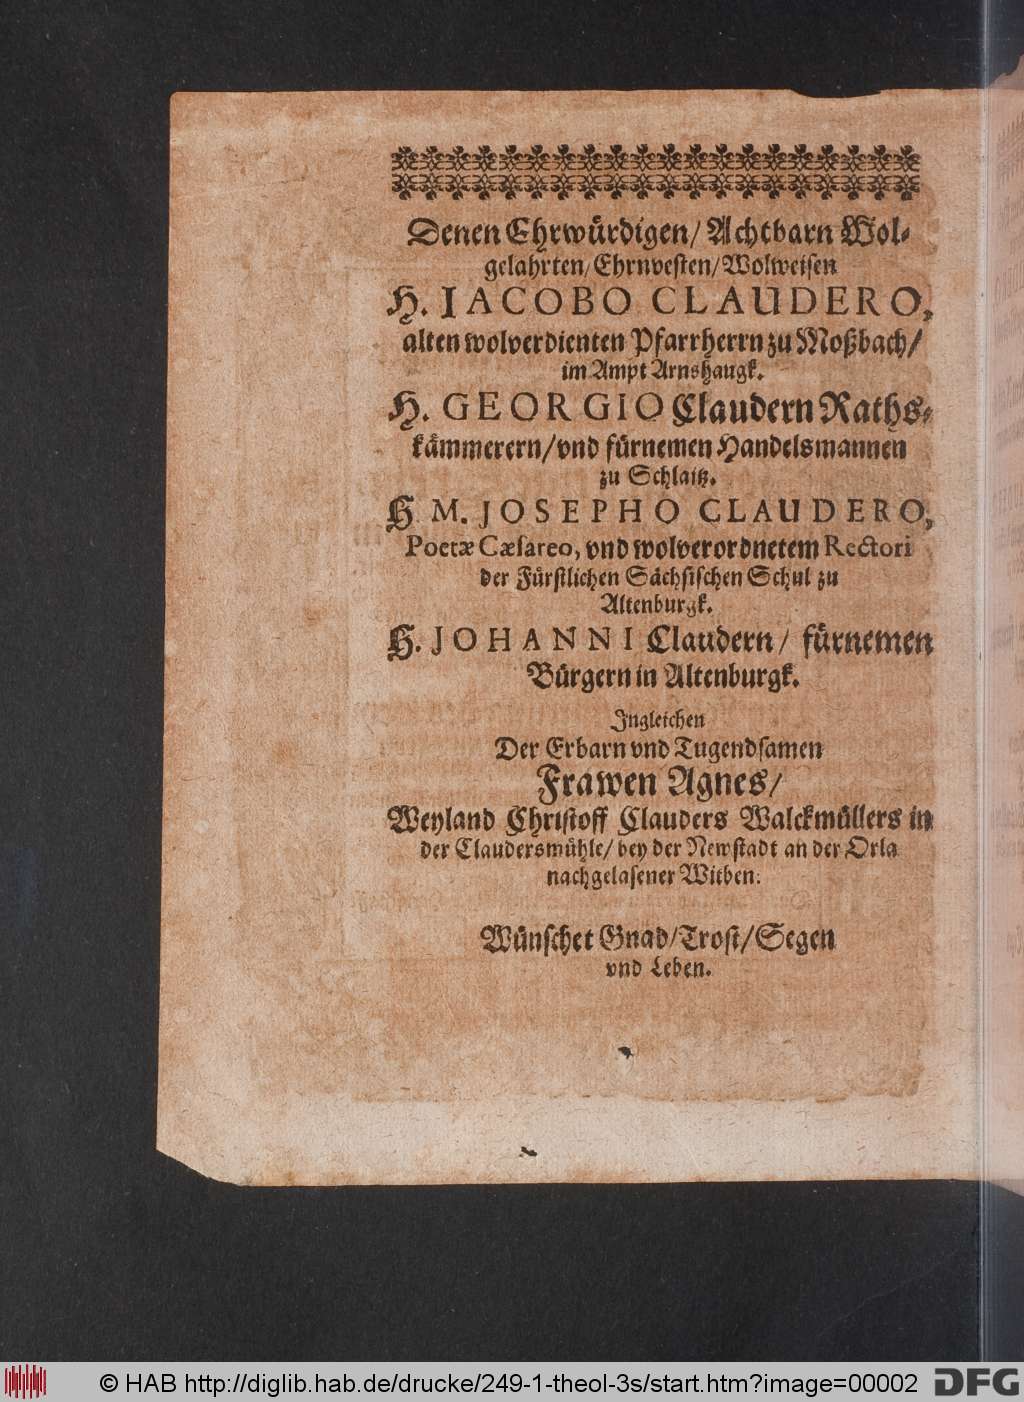 Denen Ehrwürdigen/ Achtbarn Wol-
gelahrten/ Ehrnvesten/ Wolweisen
H. IACOBO CLAUDERO,
alten wolverdienten Pfarrherrn zu Moßbach/
im Ampt Arnshaugk.
H. GEORGIO Claudern Raths-
kämmerern/ vnd fürnemen Handelsmannen
zu Schlaitz.
H M. JOSEPHO CLAUDERO,
Poetæ Cæsareo, vnd wolverordnetem Rectori
der Fürstlichen Sächsischen Schul zu
Altenburgk.
H. JOHANNI Claudern/ fürnemen
Bürgern in Altenburgk.
Ingleichen
Der Erbarn vnd Tugendsamen
Frawen Agnes/
Weyland Christoff Clauders Walckmüllers in
der Claudersmühle/ bey der Newstadt an der Orla
nachgelasener Witben:
Wünschet Gnad/ Trost/ Segen
vnd Leben.
© HAB http://diglib.hab.de/drucke/249-1-theol-3s/start.htm?image=00002
DFG